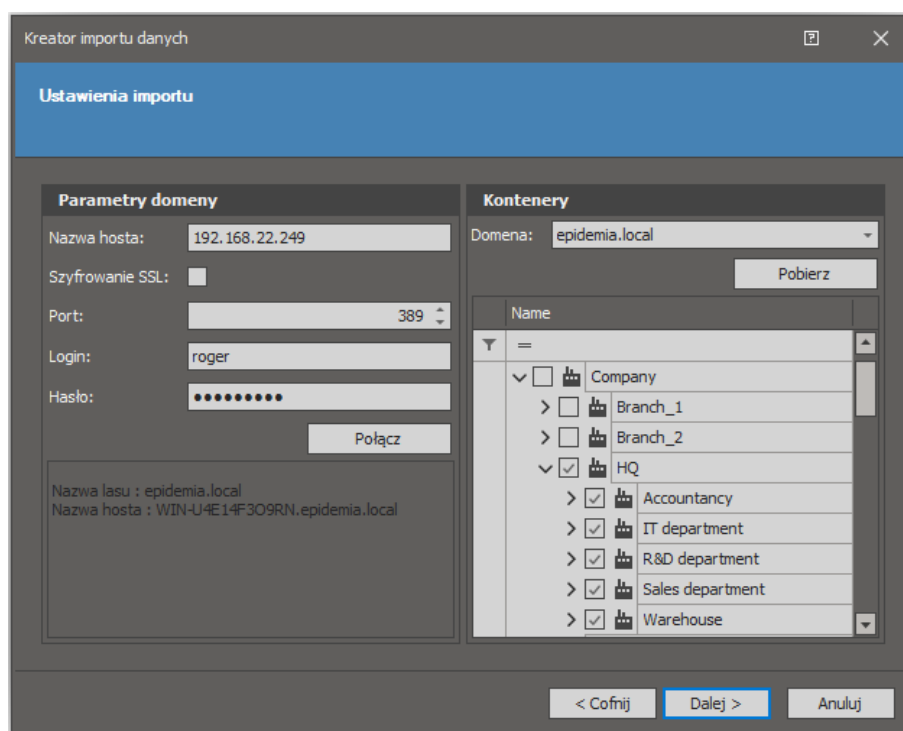 Kreator importu danych
Ustawienia importu
Parametry domeny
Nazwa hosta: 192.168.22.249
Szyfrowanie SSL:
Port: 389
Login: roger
Hasło: •••••••••
Połącz
Nazwa lasu : epidemia.local
Nazwa hosta : WIN-U4E14F3O9RN.epidemia.local
Kontenery
Domena: epidemia.local
Pobierz
Name
=
Company
Branch_1
Branch_2
HQ
Accountancy
IT department
R&D department
Sales department
Warehouse
< Cofnij Dalej > Anuluj